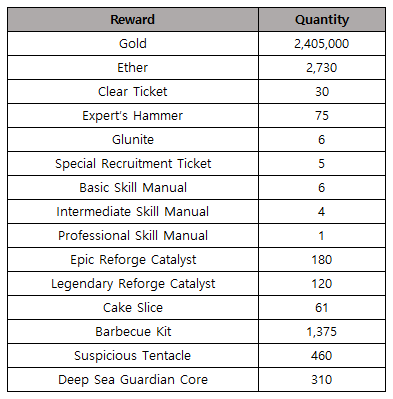 Reward Quantity
Gold 2,405,000
Ether 2,730
Clear Ticket 30
Expert's Hammer 75
Glunite 6
Special Recruitment Ticket 5
Basic Skill Manual 6
Intermediate Skill Manual 4
Professional Skill Manual 1
Epic Reforge Catalyst 180
Legendary Reforge Catalyst 120
Cake Slice 61
Barbecue Kit 1,375
Suspicious Tentacle 460
Deep Sea Guardian Core 310